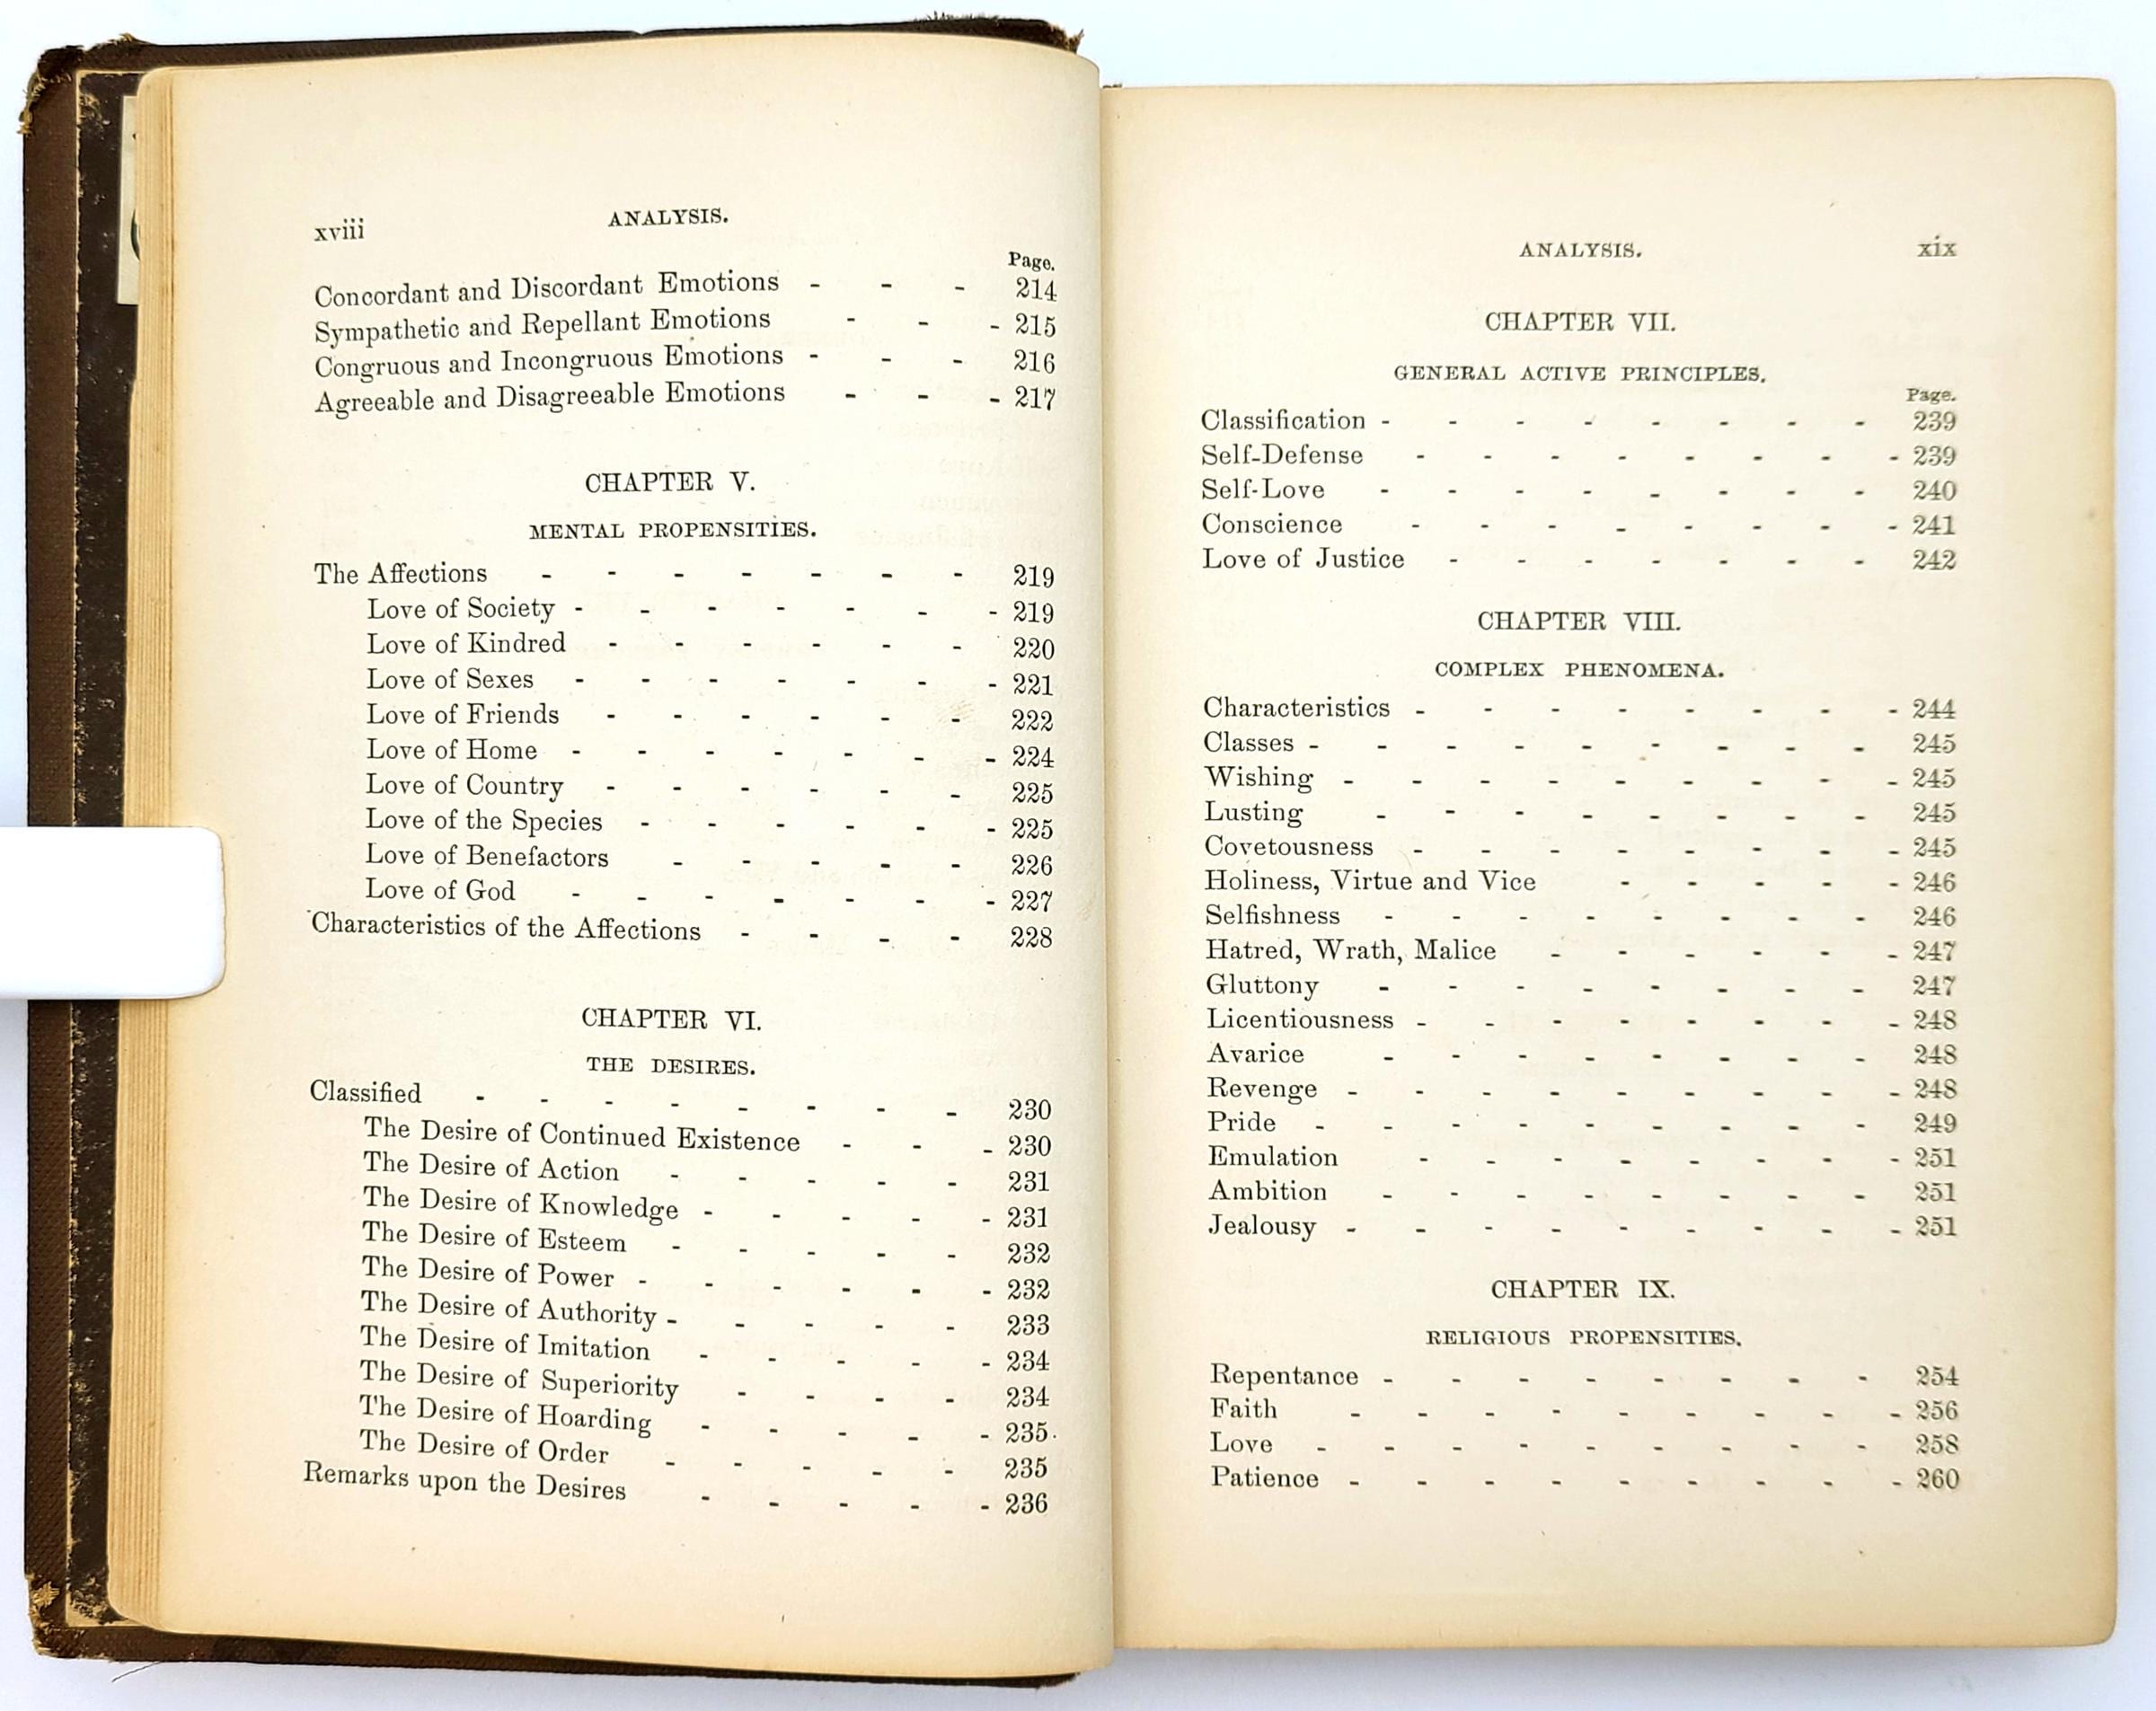 xviii ANALYSIS.
Page.
Concordant and Discordant Emotions - - - 214
Sympathetic and Repellant Emotions - - - 215
Congruous and Incongruous Emotions - - - 216
Agreeable and Disagreeable Emotions - - - 217
CHAPTER V.
MENTAL PROPENSITIES.
The Affections - - - - - - - 219
Love of Society - - - - - - - 219
Love of Kindred - - - - - - 220
Love of Sexes - - - - - - - 221
Love of Friends - - - - - - 222
Love of Home - - - - - - - 224
Love of Country - - - - - - 225
Love of the Species - - - - - - 225
Love of Benefactors - - - - - 226
Love of God - - - - - - - 227
Characteristics of the Affections - - - - 228
CHAPTER VI.
THE DESIRES.
Classified - - - - - - - - 230
The Desire of Continued Existence - - - 230
The Desire of Action - - - - - 231
The Desire of Knowledge - - - - - 231
The Desire of Esteem - - - - - 232
The Desire of Power - - - - - - 232
The Desire of Authority - - - - - 233
The Desire of Imitation - - - - - 234
The Desire of Superiority - - - - 234
The Desire of Hoarding - - - - - 235
The Desire of Order - - - - - 235
Remarks upon the Desires - - - - - 236
ANALYSIS. xix
CHAPTER VII.
GENERAL ACTIVE PRINCIPLES.
Page.
Classification - - - - - - - - 239
Self-Defense - - - - - - - - 239
Self-Love - - - - - - - - 240
Conscience - - - - - - - - 241
Love of Justice - - - - - - - 242
CHAPTER VIII.
COMPLEX PHENOMENA.
Characteristics - - - - - - - - 244
Classes - - - - - - - - - 245
Wishing - - - - - - - - - 245
Lusting - - - - - - - - 245
Covetousness - - - - - - - - 245
Holiness, Virtue and Vice - - - - - 246
Selfishness - - - - - - - - 246
Hatred, Wrath, Malice - - - - - - 247
Gluttony - - - - - - - - 247
Licentiousness - - - - - - - - 248
Avarice - - - - - - - - 248
Revenge - - - - - - - - - 248
Pride - - - - - - - - - 249
Emulation - - - - - - - - 251
Ambition - - - - - - - - 251
Jealousy - - - - - - - - - 251
CHAPTER IX.
RELIGIOUS PROPENSITIES.
Repentance - - - - - - - - 254
Faith - - - - - - - - - 256
Love - - - - - - - - - 258
Patience - - - - - - - - - 260